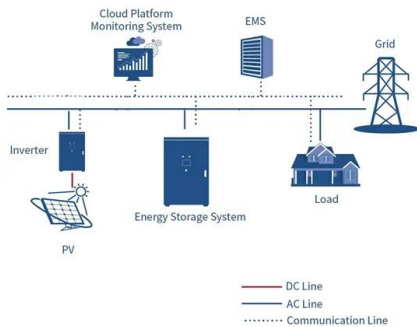 Cloud Platform
Monitoring System
EMS
Grid
Inverter
Energy Storage System
Load
PV
DC Line
AC Line
Communication Line